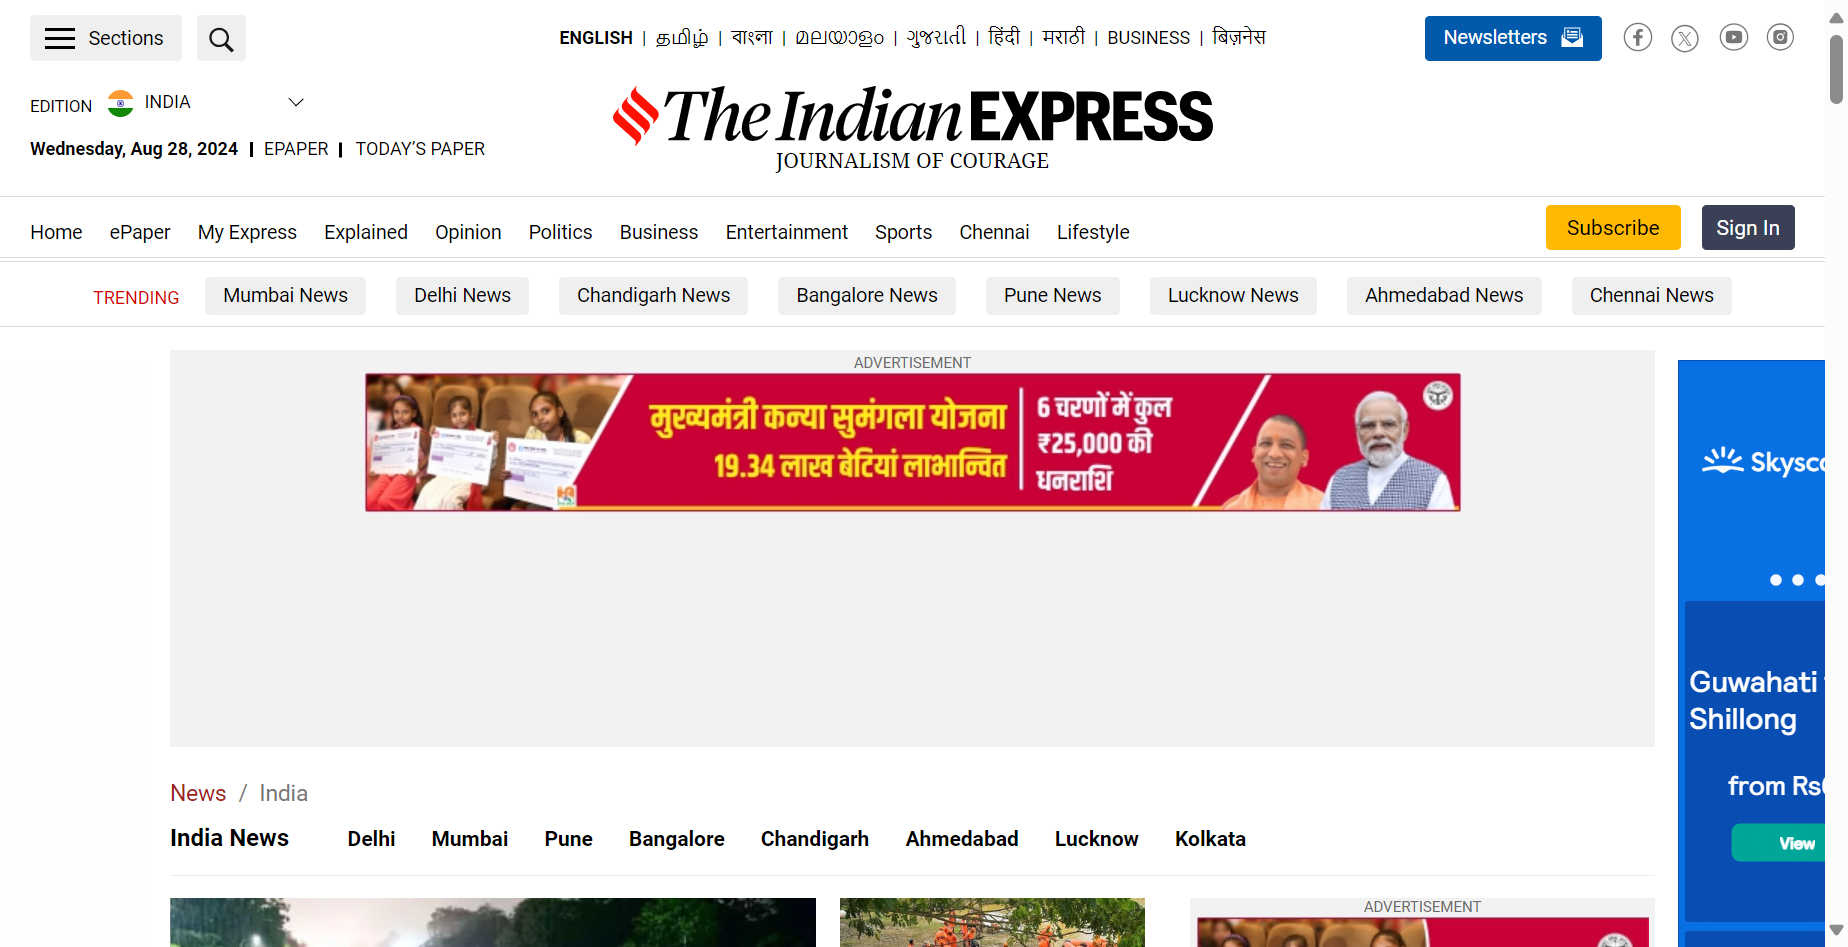 Sections
ENGLISH | தமிழ் | বাংলা | മലയാളം | ગુજરાતી | हिंदी | मराठी | BUSINESS | बिज़नेस
Newsletters
EDITION INDIA
Wednesday, Aug 28, 2024 | EPAPER | TODAY'S PAPER
The Indian EXPRESS
JOURNALISM OF COURAGE
Home ePaper My Express Explained Opinion Politics Business Entertainment Sports Chennai Lifestyle
Subscribe Sign In
TRENDING Mumbai News Delhi News Chandigarh News Bangalore News Pune News Lucknow News Ahmedabad News Chennai News
ADVERTISEMENT
मुख्यमंत्री कन्या सुमंगला योजना
19.34 लाख बेटियां लाभान्वित
6 चरणों में कुल
₹25,000 की
धनराशि
Skysc
Guwahati
Shillong
from Rs
View
News / India
India News Delhi Mumbai Pune Bangalore Chandigarh Ahmedabad Lucknow Kolkata
ADVERTISEMENT